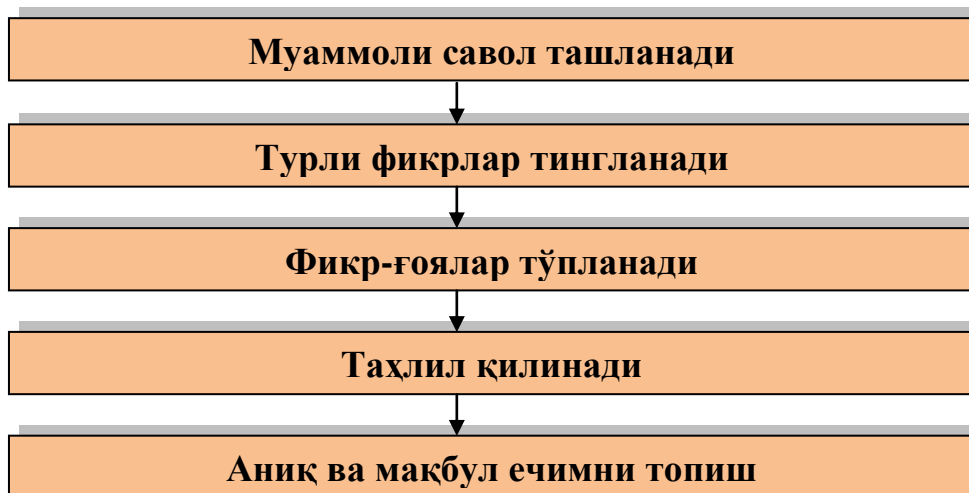 Муаммоли савол ташланади
Турли фикрлар тингланади
Фикр-ғоялар тўпланади
Таҳлил қилинади
Аниқ ва мақбул ечимни топиш